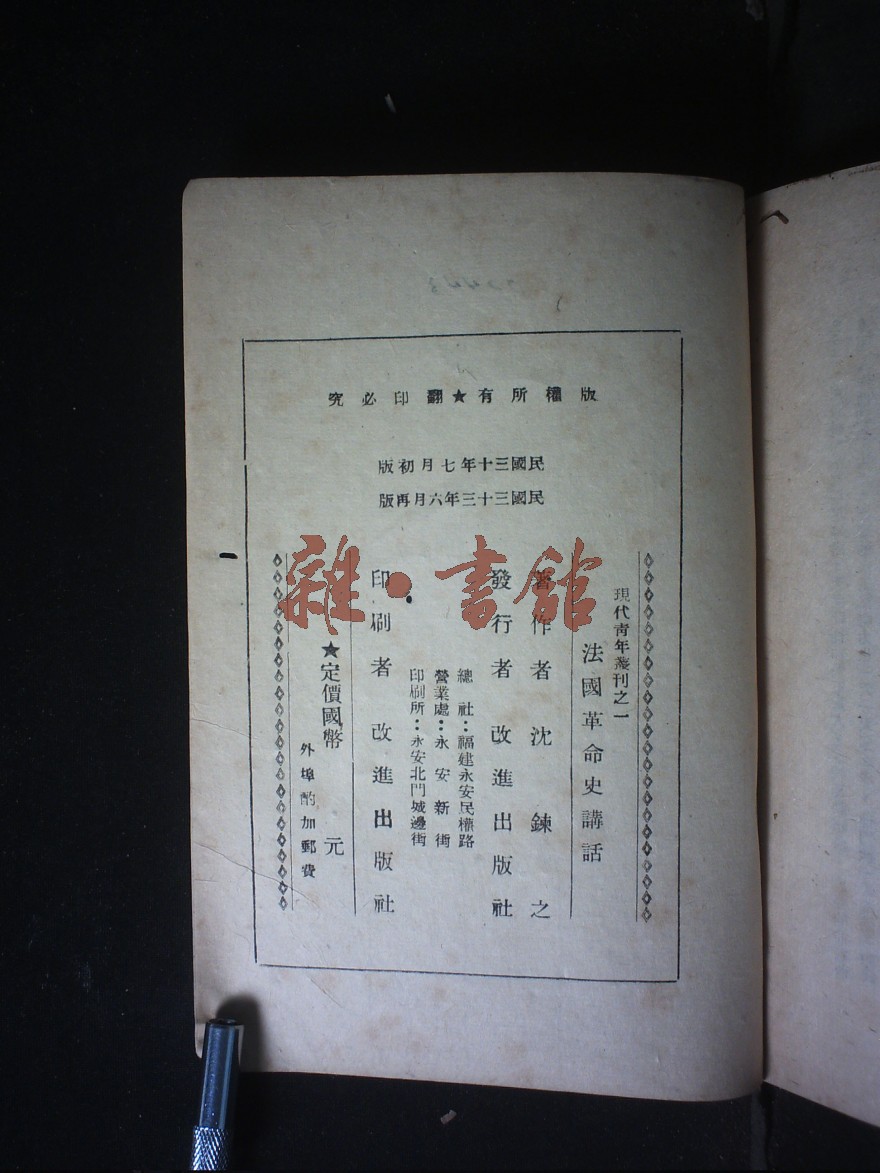 版權所有★翻印必究
民國三十年七月初版
民國三十三年六月再版
現代青年叢刊之一
法國革命史講話
著作者 沈鍊之
發行者 改進出版社
總社：福建永安民權路
營業處：永安新街
印刷所：永安北門城邊街
印刷者 改進出版社
★定價國幣 元
外埠酌加郵費
雜·書館